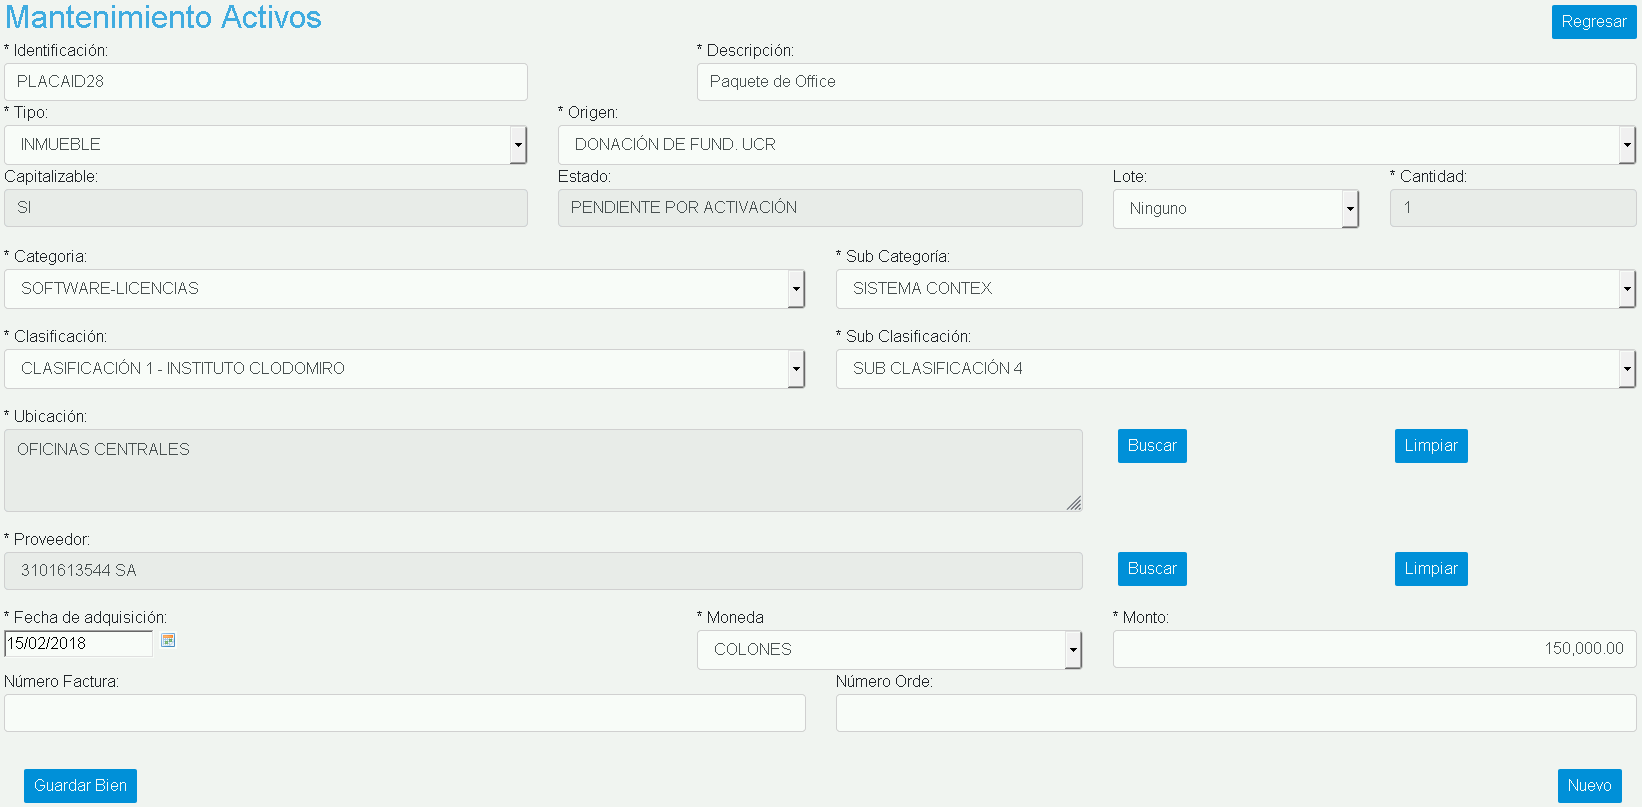 Mantenimiento Activos
Regresar
* Identificación:
* Descripción:
PLACAID28
Paquete de Office
* Tipo:
* Origen:
INMUEBLE
DONACIÓN DE FUND. UCR
Capitalizable:
Estado:
Lote:
* Cantidad:
SI
PENDIENTE POR ACTIVACIÓN
Ninguno
1
* Categoria:
* Sub Categoría:
SOFTWARE-LICENCIAS
SISTEMA CONTEX
* Clasificación:
* Sub Clasificación:
CLASIFICACIÓN 1 - INSTITUTO CLODOMIRO
SUB CLASIFICACIÓN 4
* Ubicación:
OFICINAS CENTRALES
Buscar
Limpiar
* Proveedor:
3101613544 SA
Buscar
Limpiar
* Fecha de adquisición:
* Moneda
* Monto:
15/02/2018
COLONES
150,000.00
Número Factura:
Número Orde:
Guardar Bien
Nuevo